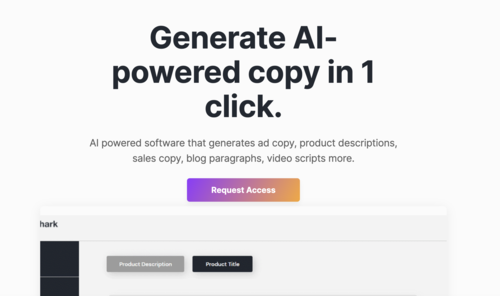 Generate AI-
powered copy in 1
click.
AI powered software that generates ad copy, product descriptions,
sales copy, blog paragraphs, video scripts more.
Request Access
hark
Product Description
Product Title